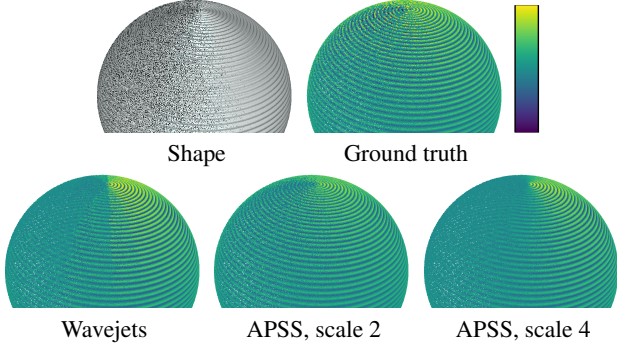 Shape
Ground truth
Wavejets
APSS, scale 2
APSS, scale 4